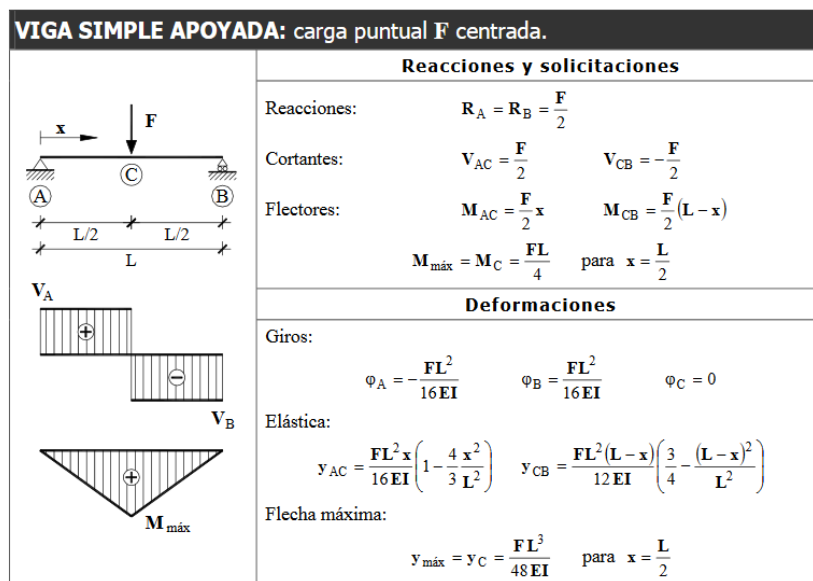 VIGA SIMPLE APOYADA: carga puntual F centrada.
x
F
A
C
B
L/2 L/2
L
V_A
+
−
V_B
+
M_máx
Reacciones y solicitaciones
Reacciones: R_A = R_B = F/2
Cortantes: V_AC = F/2 V_CB = −F/2
Flectores: M_AC = F/2 x M_CB = F/2 (L − x)
M_máx = M_C = FL/4 para x = L/2
Deformaciones
Giros:
φ_A = −FL²/16EI φ_B = FL²/16EI φ_C = 0
Elástica:
y_AC = FL²x/16EI (1 − 4/3 x²/L²) y_CB = FL²(L − x)/12EI (3/4 − (L − x)²/L²)
Flecha máxima:
y_máx = y_C = FL³/48EI para x = L/2